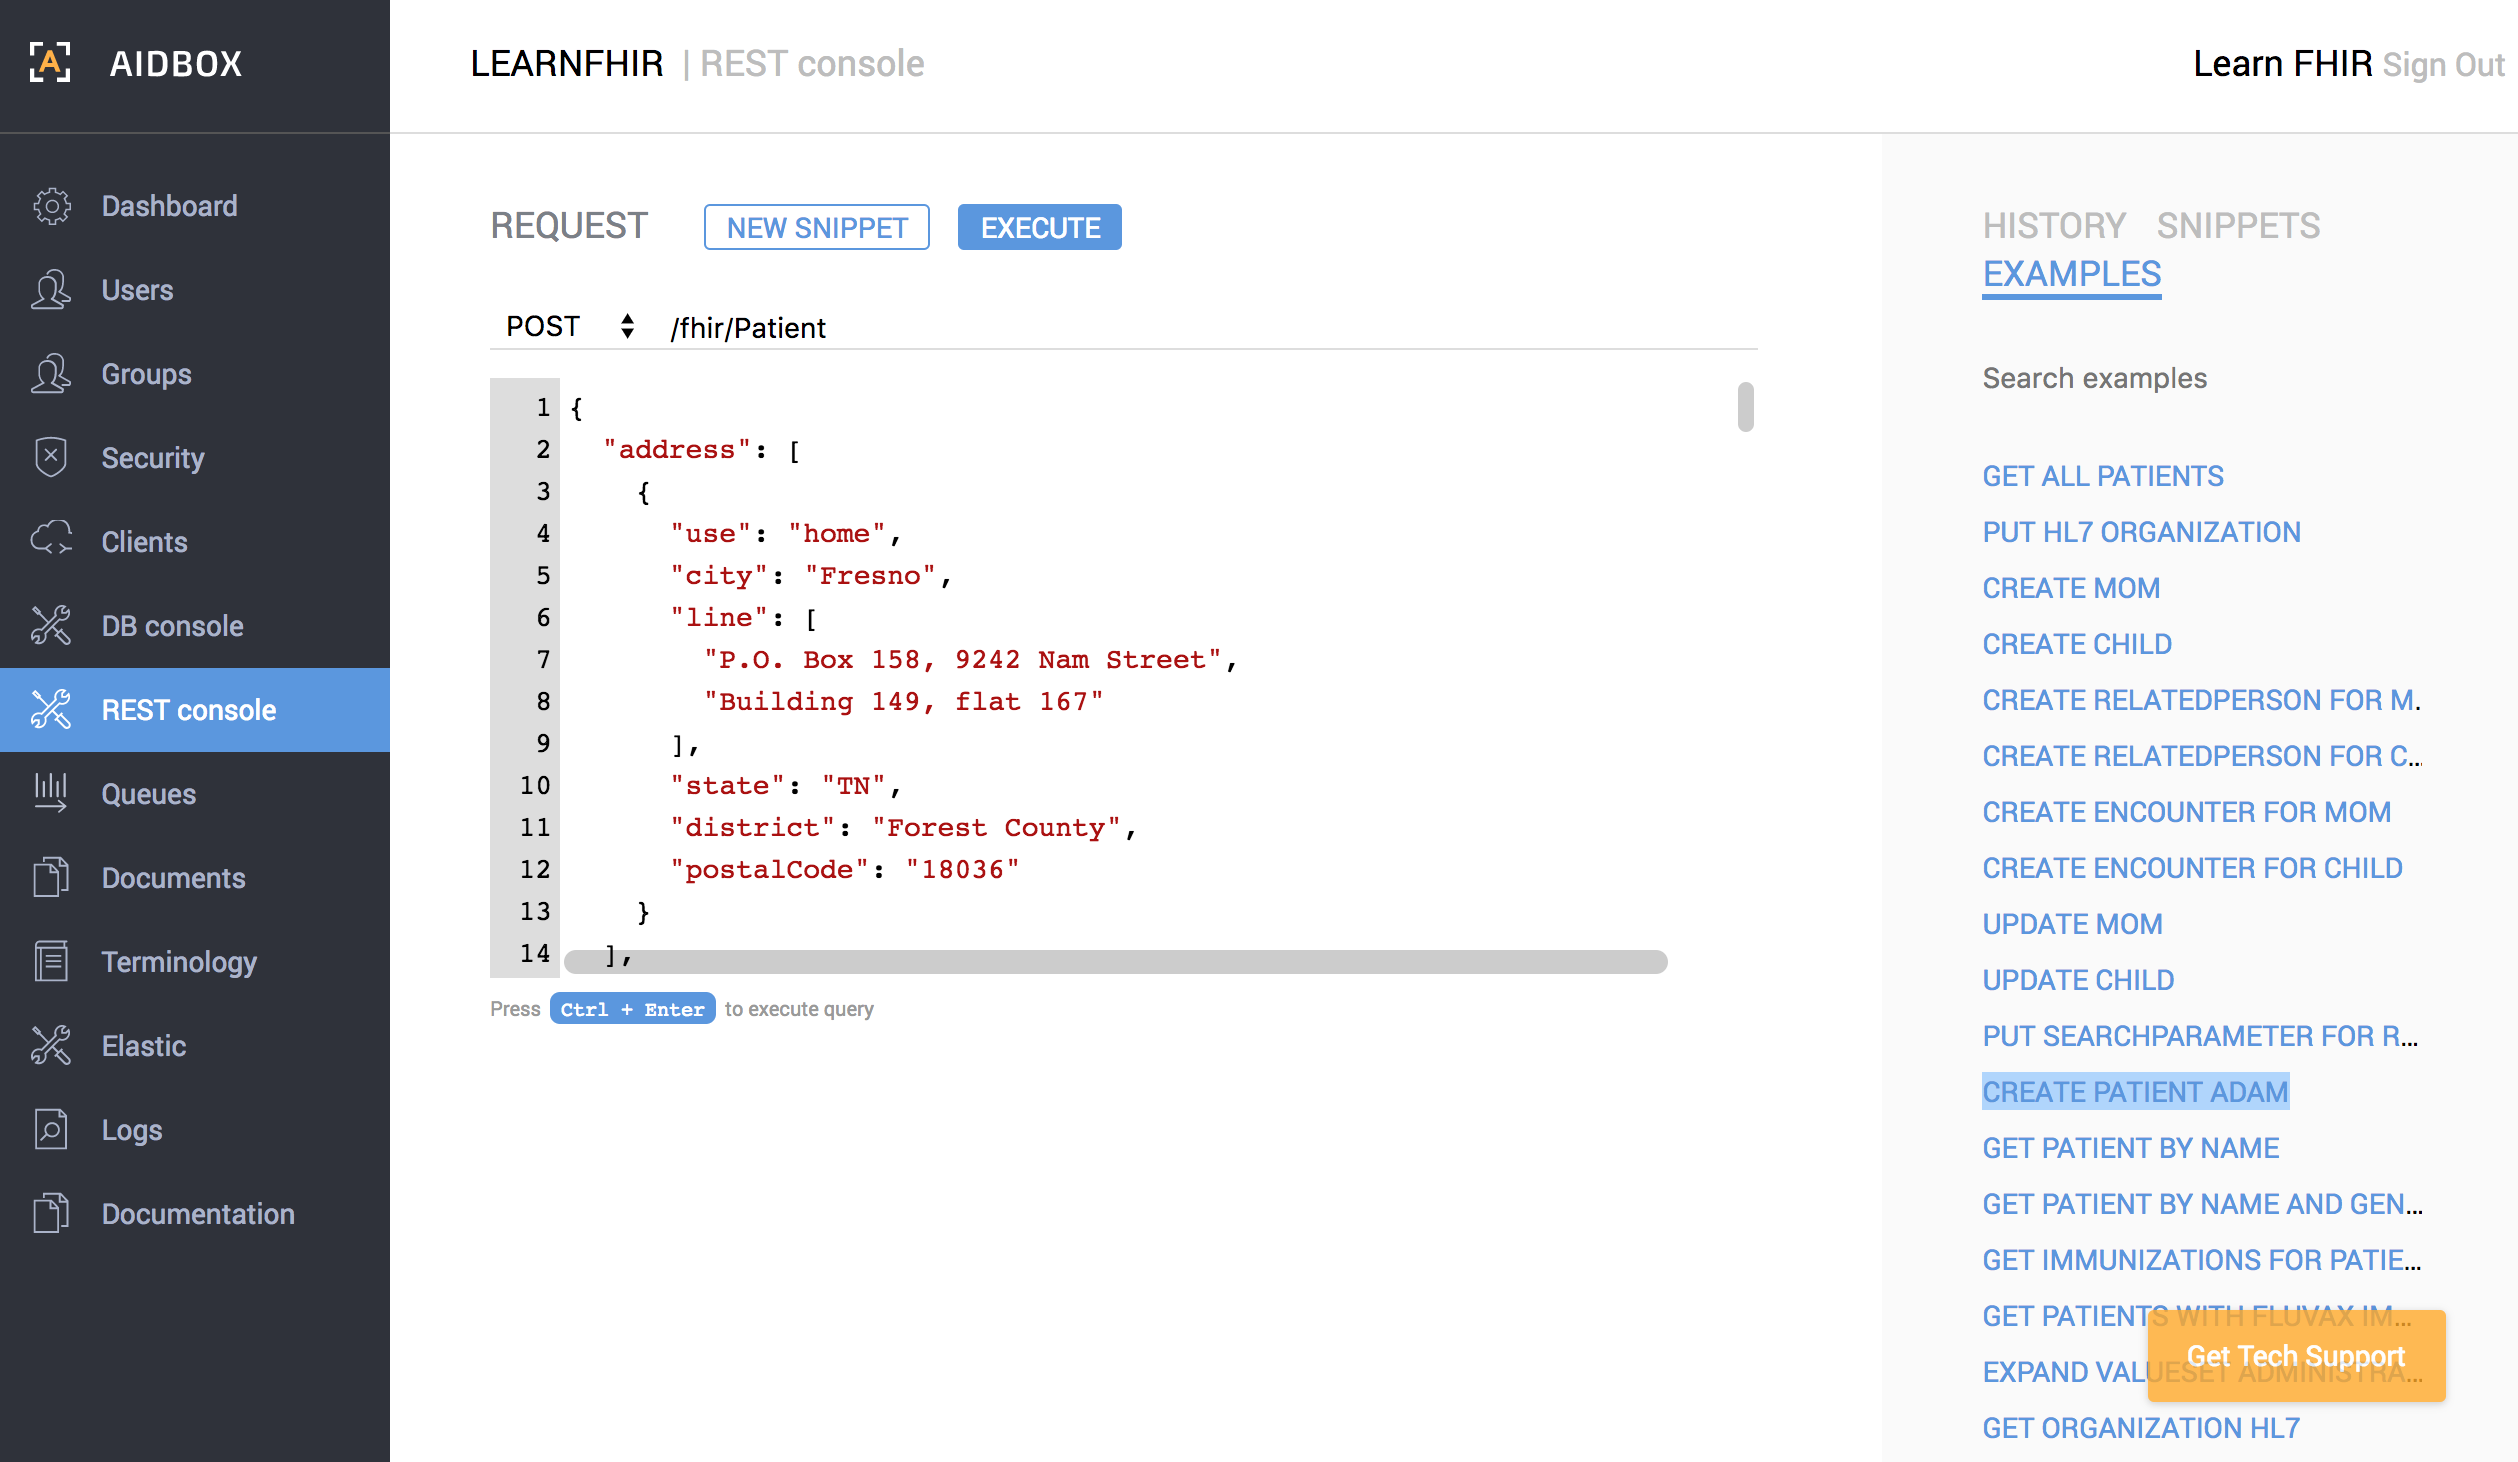 AIDBOX
LEARNFHIR | REST console
Learn FHIR Sign Out
Dashboard
Users
Groups
Security
Clients
DB console
REST console
Queues
Documents
Terminology
Elastic
Logs
Documentation
REQUEST NEW SNIPPET EXECUTE
POST /fhir/Patient
1 {
2 "address": [
3 {
4 "use": "home",
5 "city": "Fresno",
6 "line": [
7 "P.O. Box 158, 9242 Nam Street",
8 "Building 149, flat 167"
9 ],
10 "state": "TN",
11 "district": "Forest County",
12 "postalCode": "18036"
13 }
14 ],
Press Ctrl + Enter to execute query
HISTORY SNIPPETS
EXAMPLES
Search examples
GET ALL PATIENTS
PUT HL7 ORGANIZATION
CREATE MOM
CREATE CHILD
CREATE RELATEDPERSON FOR M.
CREATE RELATEDPERSON FOR C...
CREATE ENCOUNTER FOR MOM
CREATE ENCOUNTER FOR CHILD
UPDATE MOM
UPDATE CHILD
PUT SEARCHPARAMETER FOR R...
CREATE PATIENT ADAM
GET PATIENT BY NAME
GET PATIENT BY NAME AND GEN...
GET IMMUNIZATIONS FOR PATIE...
GET PATIENTS WITH FLUVAX IM...
Get Tech Support
EXPAND VALUESET ADMINISTRA...
GET ORGANIZATION HL7